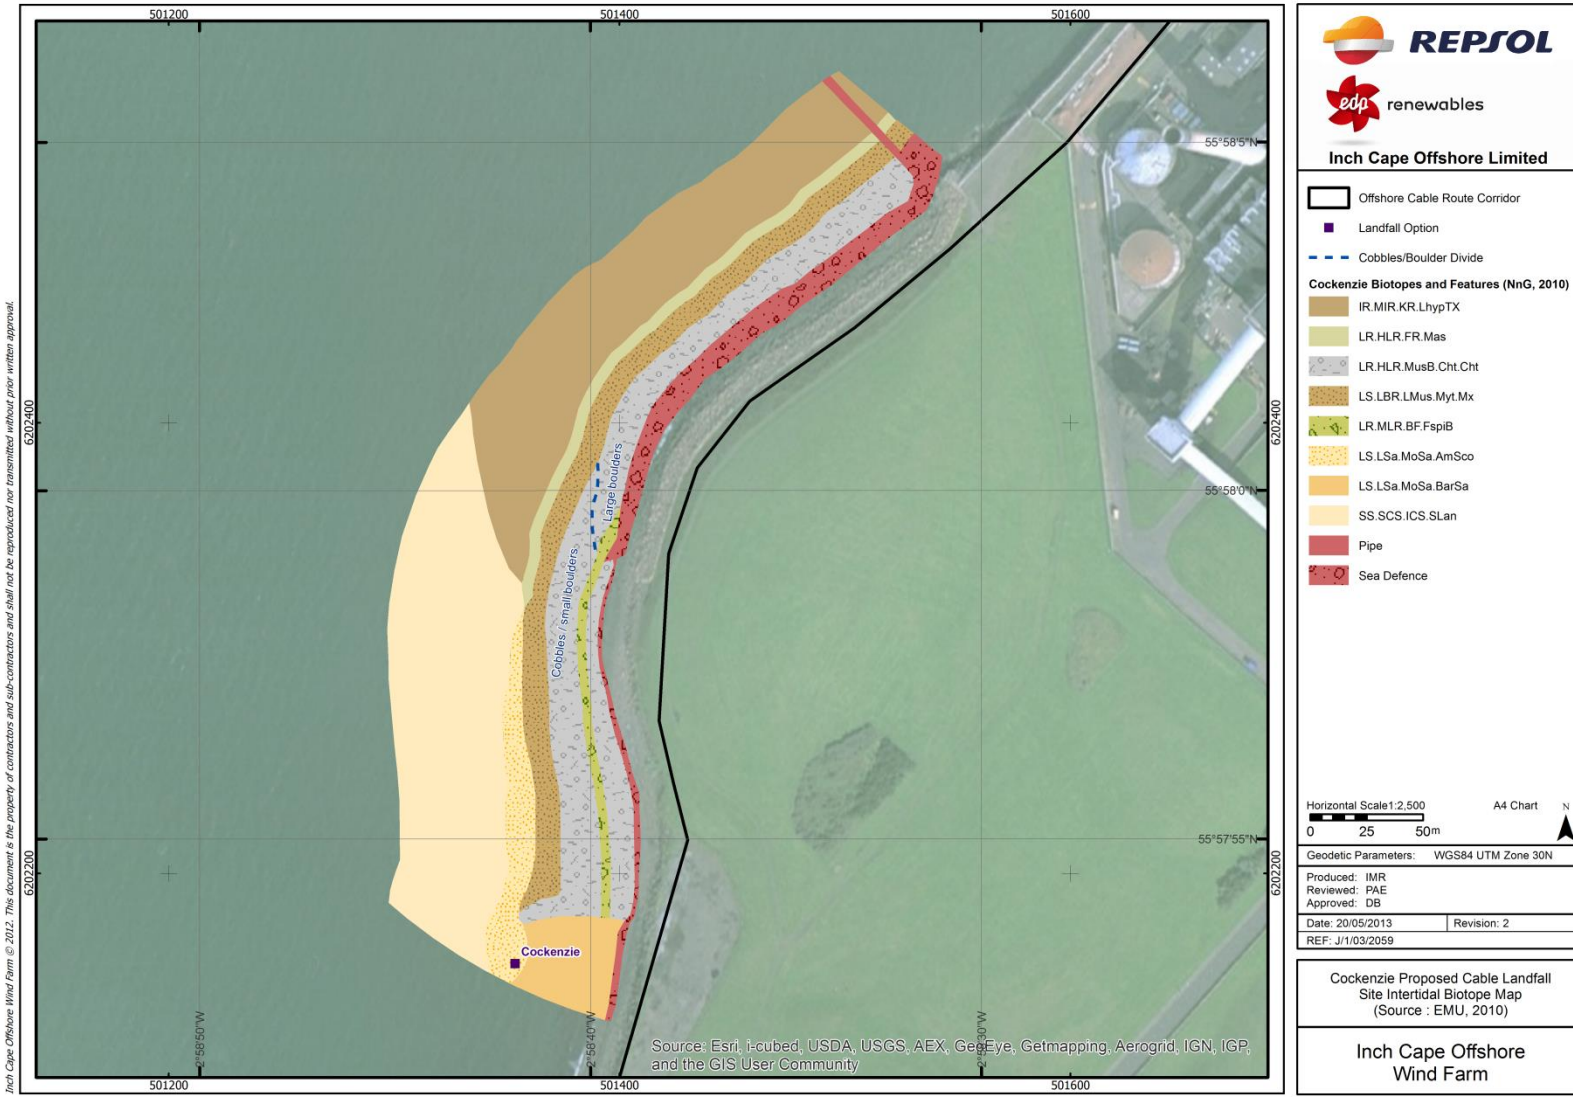 501200
501400
501600
REPSOL
edp renewables
Inch Cape Offshore Limited
Offshore Cable Route Corridor
Landfall Option
Cobbles/Boulder Divide
Cockenzie Biotopes and Features (NnG, 2010)
IR.MIR.KR.LhypTX
LR.HLR.FR.Mas
LR.HLR.MusB.Cht.Cht
LS.LBR.LMus.Myt.Mx
LR.MLR.BF.FspiB
LS.LSa.MoSa.AmSco
LS.LSa.MoSa.BarSa
SS.SCS.ICS.SLan
Pipe
Sea Defence
55°58'5"N
6202400
6202400
55°58'0"N
Large boulders
Cobbles / small boulders
55°57'55"N
6202200
6202200
Cockenzie
2°58'50"W
2°58'40"W
2°58'30"W
Source: Esri, i-cubed, USDA, USGS, AEX, GeoEye, Getmapping, Aerogrid, IGN, IGP,
and the GIS User Community
501200
501400
501600
Inch Cape Offshore Wind Farm © 2012. This document is the property of contractors and sub-contractors and shall not be reproduced nor transmitted without prior written approval.
Horizontal Scale1:2,500
A4 Chart
N
0 25 50m
Geodetic Parameters: WGS84 UTM Zone 30N
Produced: IMR
Reviewed: PAE
Approved: DB
Date: 20/05/2013
Revision: 2
REF: J/1/03/2059
Cockenzie Proposed Cable Landfall
Site Intertidal Biotope Map
(Source : EMU, 2010)
Inch Cape Offshore
Wind Farm